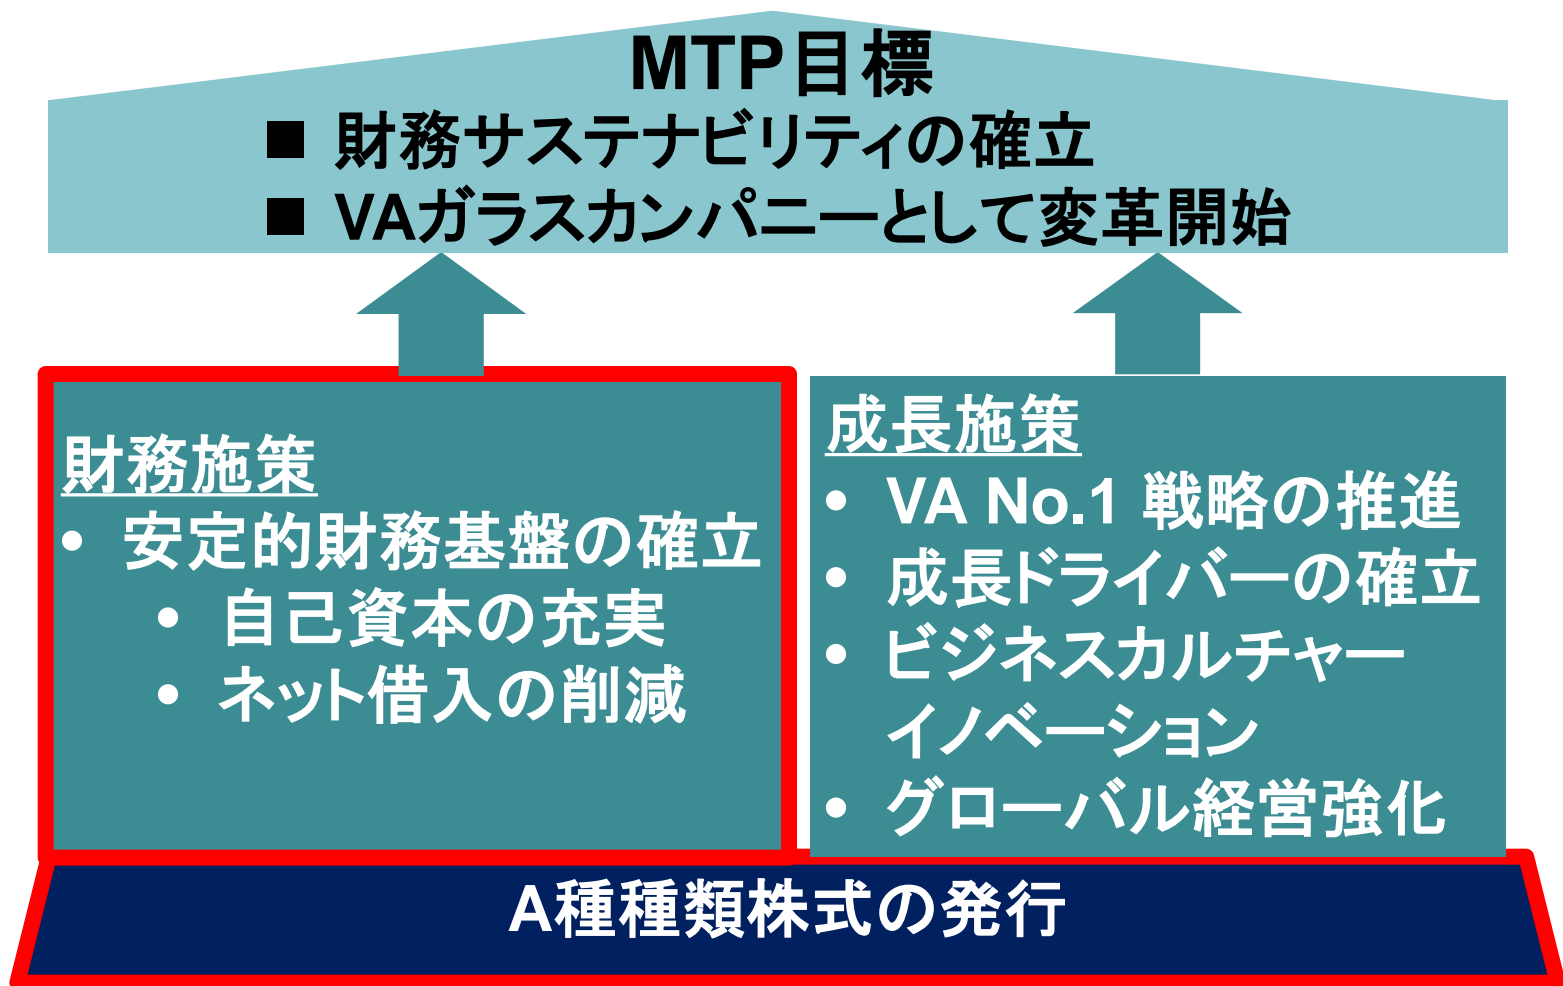 MTP目標
■ 財務サステナビリティの確立
■ VAガラスカンパニーとして変革開始
財務施策
• 安定的財務基盤の確立
• 自己資本の充実
• ネット借入の削減
成長施策
• VA No.1 戦略の推進
• 成長ドライバーの確立
• ビジネスカルチャー
イノベーション
• グローバル経営強化
A種種類株式の発行